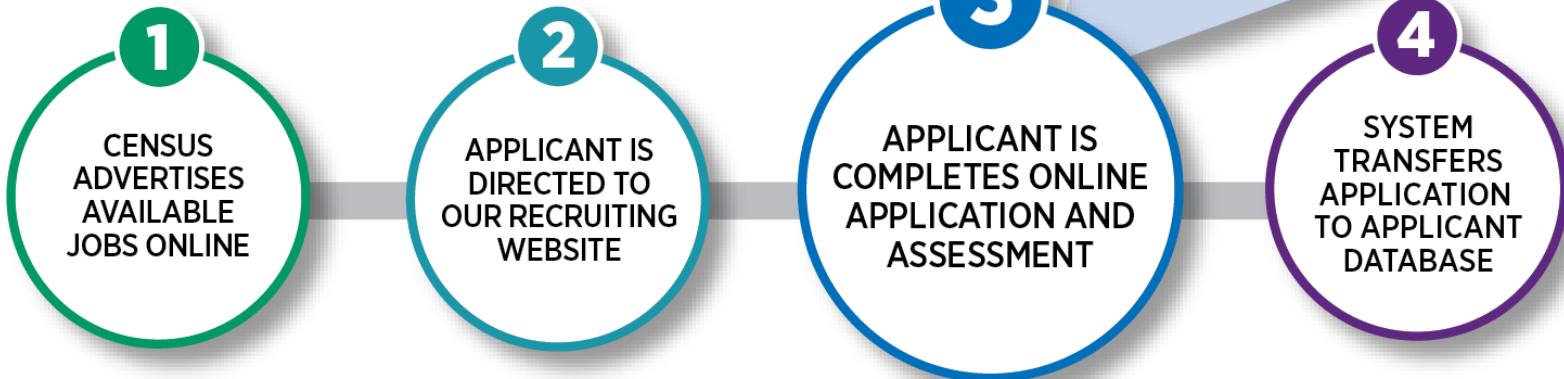 1
CENSUS
ADVERTISES
AVAILABLE
JOBS ONLINE
2
APPLICANT IS
DIRECTED TO
OUR RECRUITING
WEBSITE
3
APPLICANT IS
COMPLETES ONLINE
APPLICATION AND
ASSESSMENT
4
SYSTEM
TRANSFERS
APPLICATION
TO APPLICANT
DATABASE